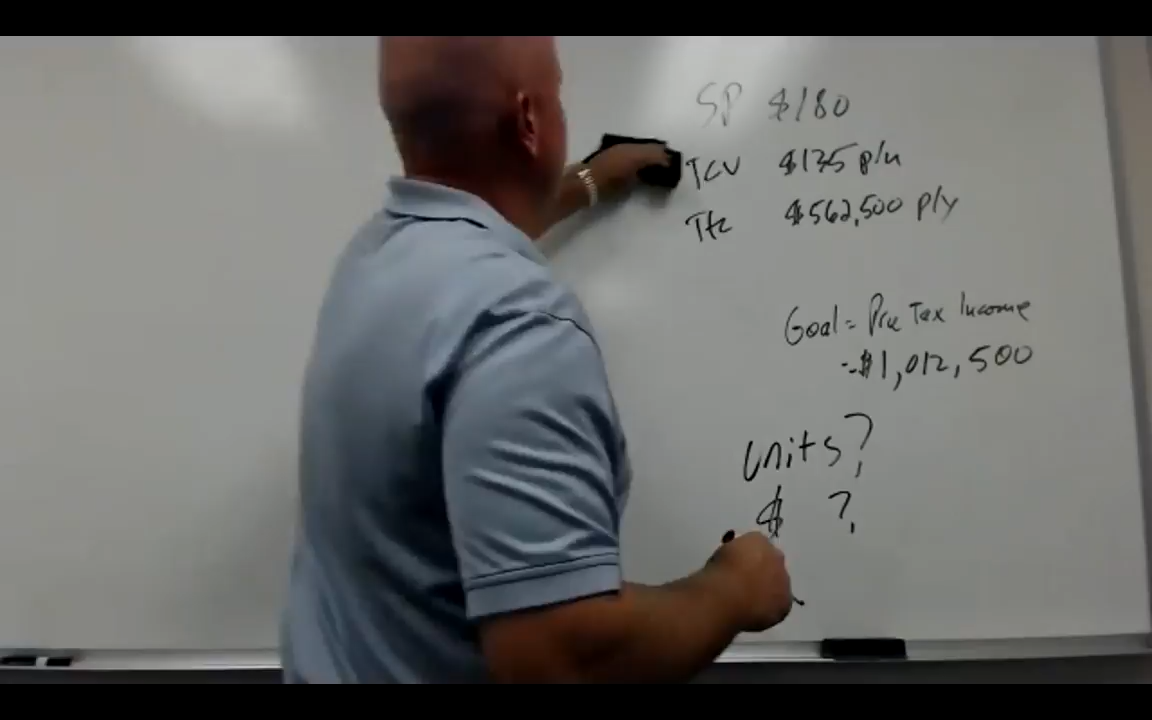 SP $180
TCV $135 p/u
Tfc $562,500 p/y
Goal = Pre Tax Income
$1,012,500
Units?
$ ?